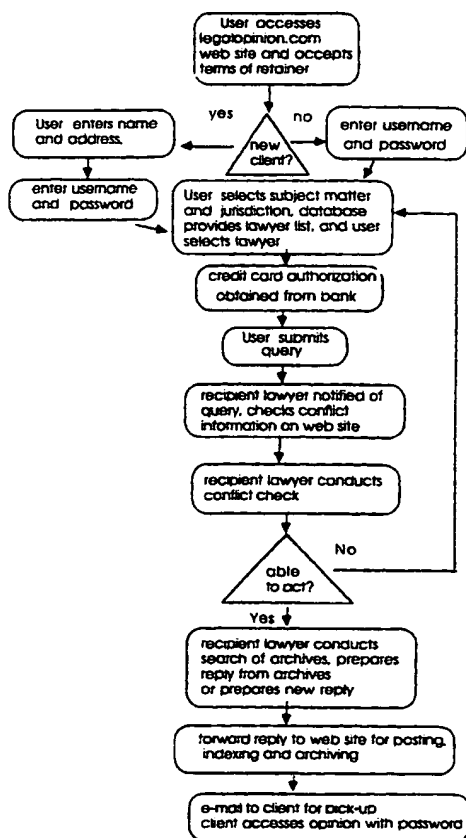 User accesses
legalopinion.com
web site and accepts
terms of retainer
yes
no
User enters name
and address.
new
client?
enter username
and password
enter username
and password
User selects subject matter
and jurisdiction, database
provides lawyer list, and user
selects lawyer
credit card authorization
obtained from bank
User submits
query
recipient lawyer notified of
query, checks conflict
information on web site
recipient lawyer conducts
conflict check
No
able
to act?
Yes
recipient lawyer conducts
search of archives, prepares
reply from archives
or prepares new reply
forward reply to web site for posting,
indexing and archiving
e-mail to client for pick-up
client accesses opinion with password